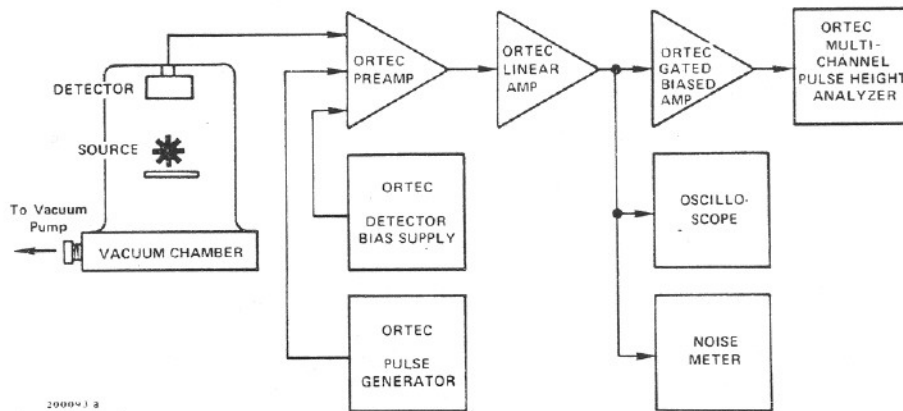 DETECTOR
SOURCE
To Vacuum
Pump
VACUUM CHAMBER
ORTEC
PREAMP
ORTEC
LINEAR
AMP
ORTEC
GATED
BIASED
AMP
ORTEC
MULTI-
CHANNEL
PULSE HEIGHT
ANALYZER
ORTEC
DETECTOR
BIAS SUPPLY
OSCILLO-
SCOPE
ORTEC
PULSE
GENERATOR
NOISE
METER
200093 a